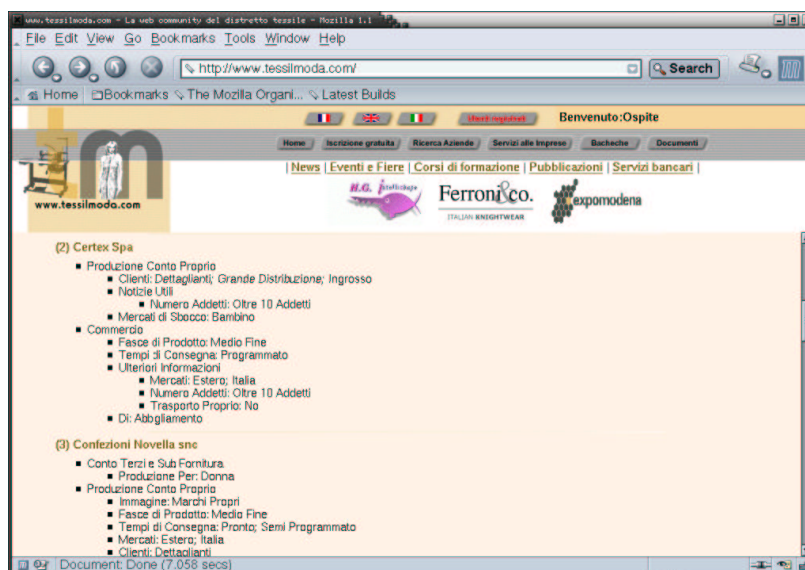 www.tessilmoda.com - La web community del distretto tessile - Mozilla 1.1
File Edit View Go Bookmarks Tools Window Help
http://www.tessilmoda.com/
Search
Home Bookmarks The Mozilla Organi... Latest Builds
Utenti registrati Benvenuto:Ospite
Home Iscrizione gratuita Ricerca Aziende Servizi alle Imprese Bacheche Documenti
| News | Eventi e Fiere | Corsi di formazione | Pubblicazioni | Servizi bancari |
tm
www.tessilmoda.com
H.G.
Ferroni&co.
ITALIAN KNIGHTWEAR
expomodena
(2) Certex Spa
Produzione Conto Proprio
Clienti: Dettaglianti; Grande Distribuzione; Ingrosso
Notizie Utili
Numero Addetti: Oltre 10 Addetti
Mercati di Sbocco: Bambino
Commercio
Fasce di Prodotto: Medio Fine
Tempi di Consegna: Programmato
Ulteriori Informazioni
Mercati: Estero; Italia
Numero Addetti: Oltre 10 Addetti
Trasporto Proprio: No
Di: Abbgliamento
(3) Confezioni Novella snc
Conto Terzi e Sub Fornitura
Produzione Per: Donna
Produzione Conto Proprio
Immagine: Marchi Propri
Fasce di Prodotto: Medio Fine
Tempi di Consegna: Pronto; Semi Programmato
Mercati: Estero; Italia
Clienti: Dettaglianti
Document: Done (7.058 secs)